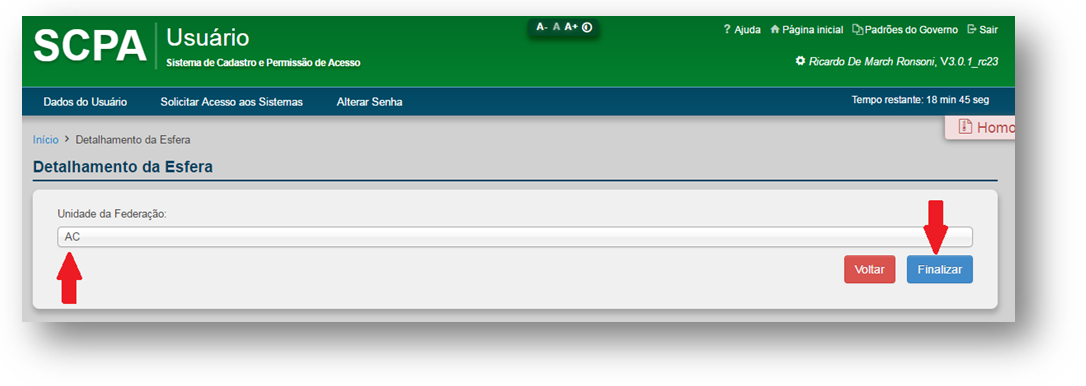 SCPA
Usuário
Sistema de Cadastro e Permissão de Acesso
A- A A+
? Ajuda Página inicial Padrões do Governo Sair
Ricardo De March Ronsoni, V3.0.1_rc23
Dados do Usuário Solicitar Acesso aos Sistemas Alterar Senha
Tempo restante: 18 min 45 seg
Homo
Início > Detalhamento da Esfera
Detalhamento da Esfera
Unidade da Federação:
AC
Voltar Finalizar